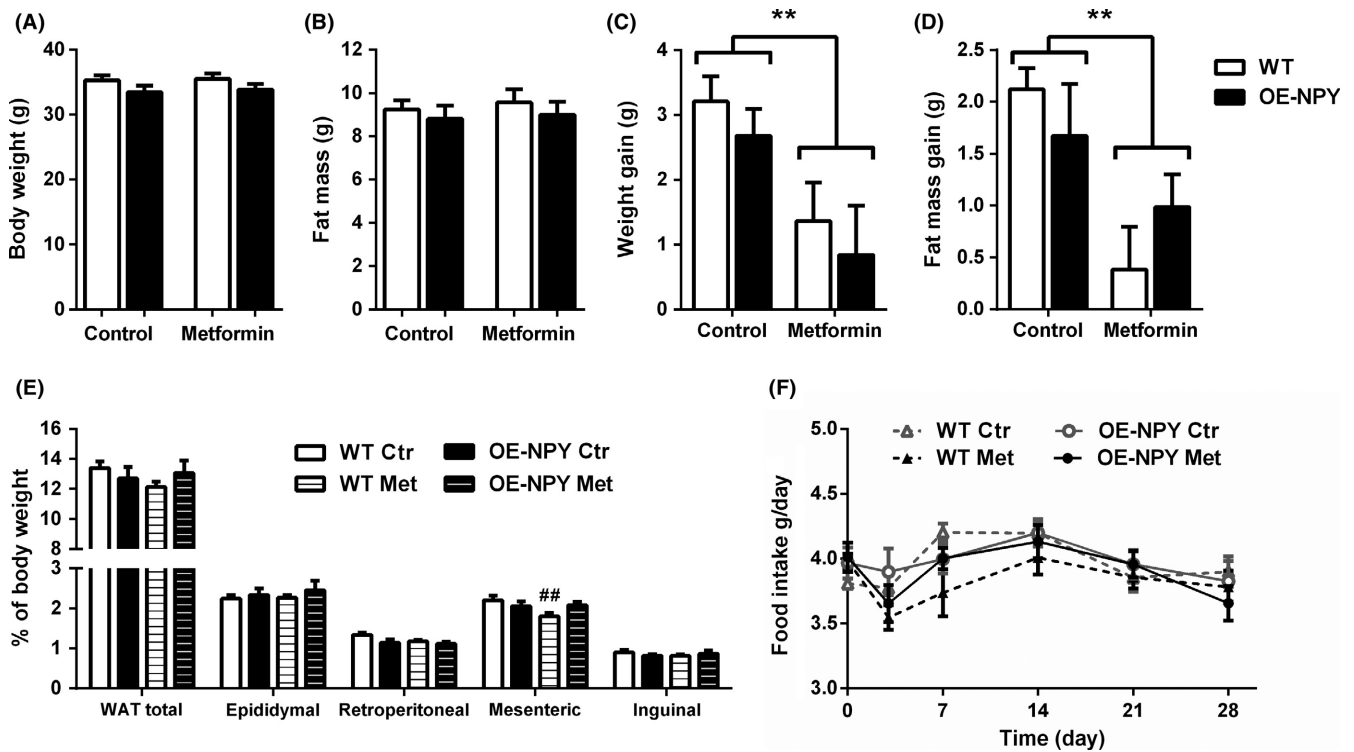 (A)
Body weight (g)
40
30
20
10
0
Control
Metformin
(B)
Fat mass (g)
12
10
8
6
4
2
0
Control
Metformin
(C)
**
Weight gain (g)
4
3
2
1
0
Control
Metformin
(D)
**
Fat mass gain (g)
2.5
2.0
1.5
1.0
0.5
0.0
Control
Metformin
WT
OE-NPY
(E)
% of body weight
16
14
12
10
8
3
2
1
0
WT Ctr
OE-NPY Ctr
WT Met
OE-NPY Met
##
WAT total
Epididymal
Retroperitoneal
Mesenteric
Inguinal
(F)
Food intake g/day
5.0
4.5
4.0
3.5
3.0
WT Ctr
OE-NPY Ctr
WT Met
OE-NPY Met
0
7
14
21
28
Time (day)